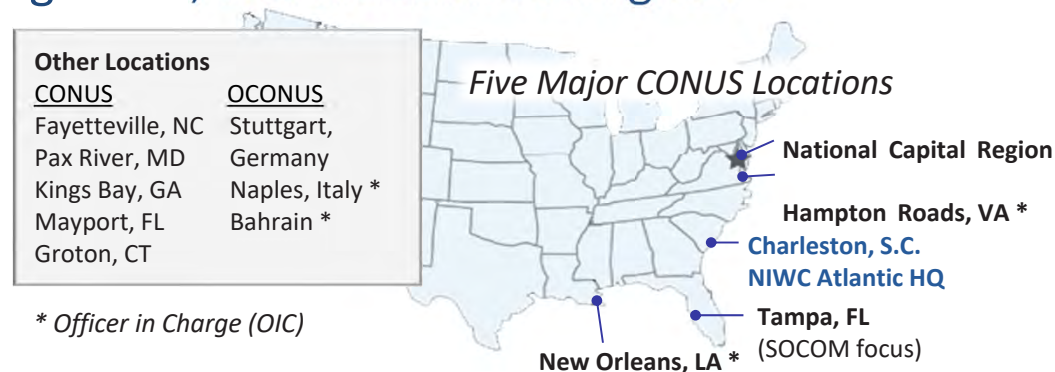 Other Locations
CONUS OCONUS
Fayetteville, NC Stuttgart,
Pax River, MD Germany
Kings Bay, GA Naples, Italy *
Mayport, FL Bahrain *
Groton, CT
* Officer in Charge (OIC)
Five Major CONUS Locations
National Capital Region
Hampton Roads, VA *
Charleston, S.C.
NIWC Atlantic HQ
Tampa, FL
(SOCOM focus)
New Orleans, LA *